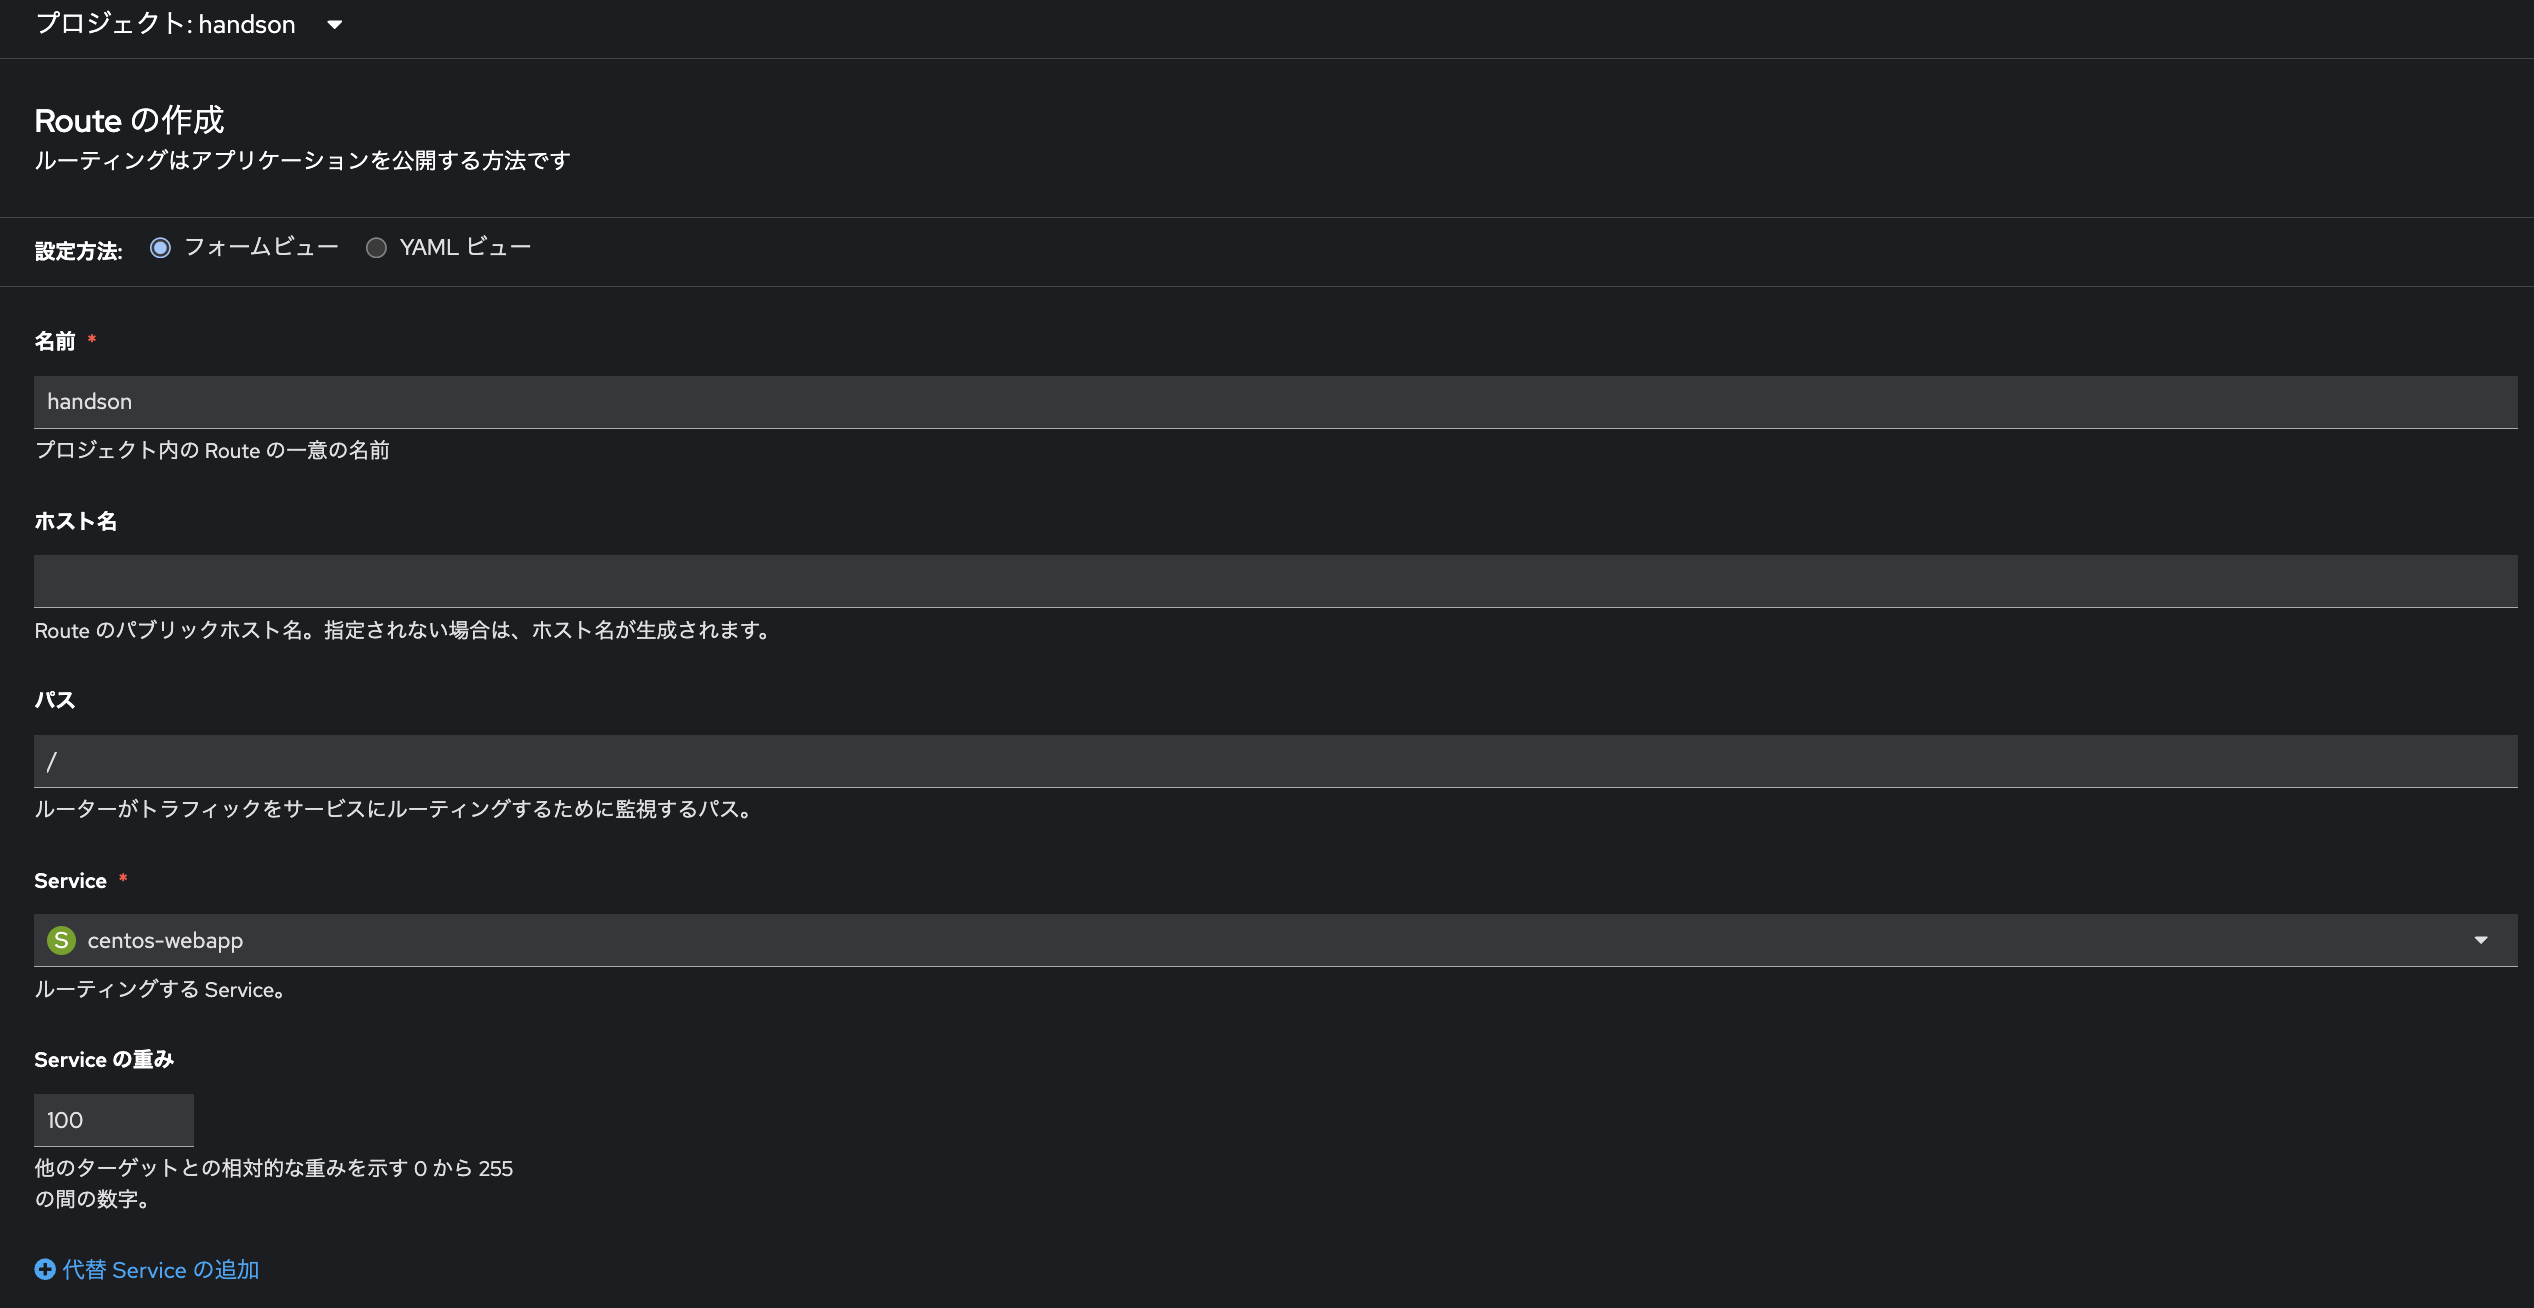 プロジェクト: handson
Route の作成
ルーティングはアプリケーションを公開する方法です
設定方法: フォームビュー YAML ビュー
名前 *
handson
プロジェクト内の Route の一意の名前
ホスト名
Route のパブリックホスト名。指定されない場合は、ホスト名が生成されます。
パス
/
ルーターがトラフィックをサービスにルーティングするために監視するパス。
Service *
S centos-webapp
ルーティングする Service。
Service の重み
100
他のターゲットとの相対的な重みを示す 0 から 255
の間の数字。
代替 Service の追加